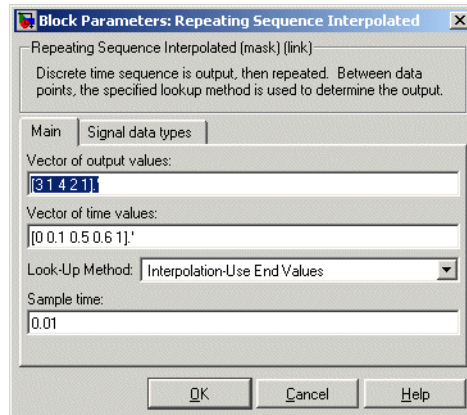 Block Parameters: Repeating Sequence Interpolated
Repeating Sequence Interpolated (mask) (link)
Discrete time sequence is output, then repeated. Between data
points, the specified lookup method is used to determine the output.
Main
Signal data types
Vector of output values:
[3 1 4 2 1].'
Vector of time values:
[0 0.1 0.5 0.6 1].'
Look-Up Method:
Interpolation-Use End Values
Sample time:
0.01
OK
Cancel
Help